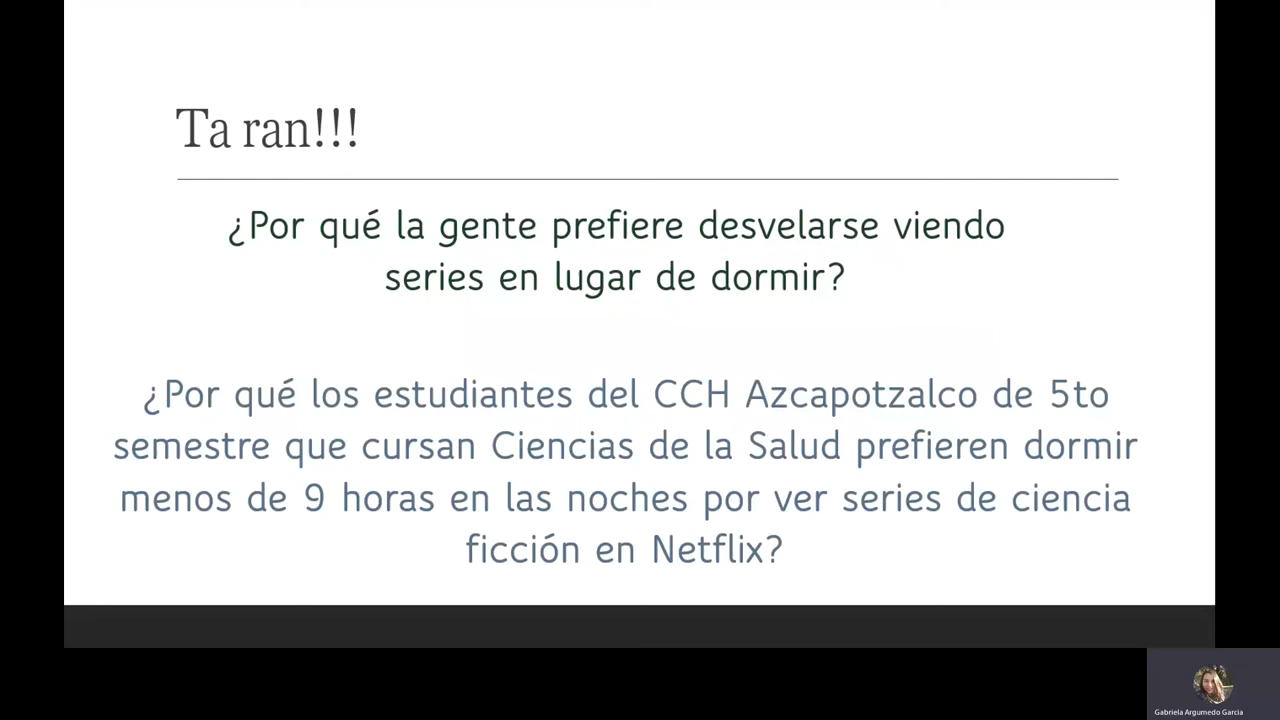 Ta ran!!!
¿Por qué la gente prefiere desvelarse viendo
series en lugar de dormir?
¿Por qué los estudiantes del CCH Azcapotzalco de 5to
semestre que cursan Ciencias de la Salud prefieren dormir
menos de 9 horas en las noches por ver series de ciencia
ficción en Netflix?
Gabriela Argumedo Garcia